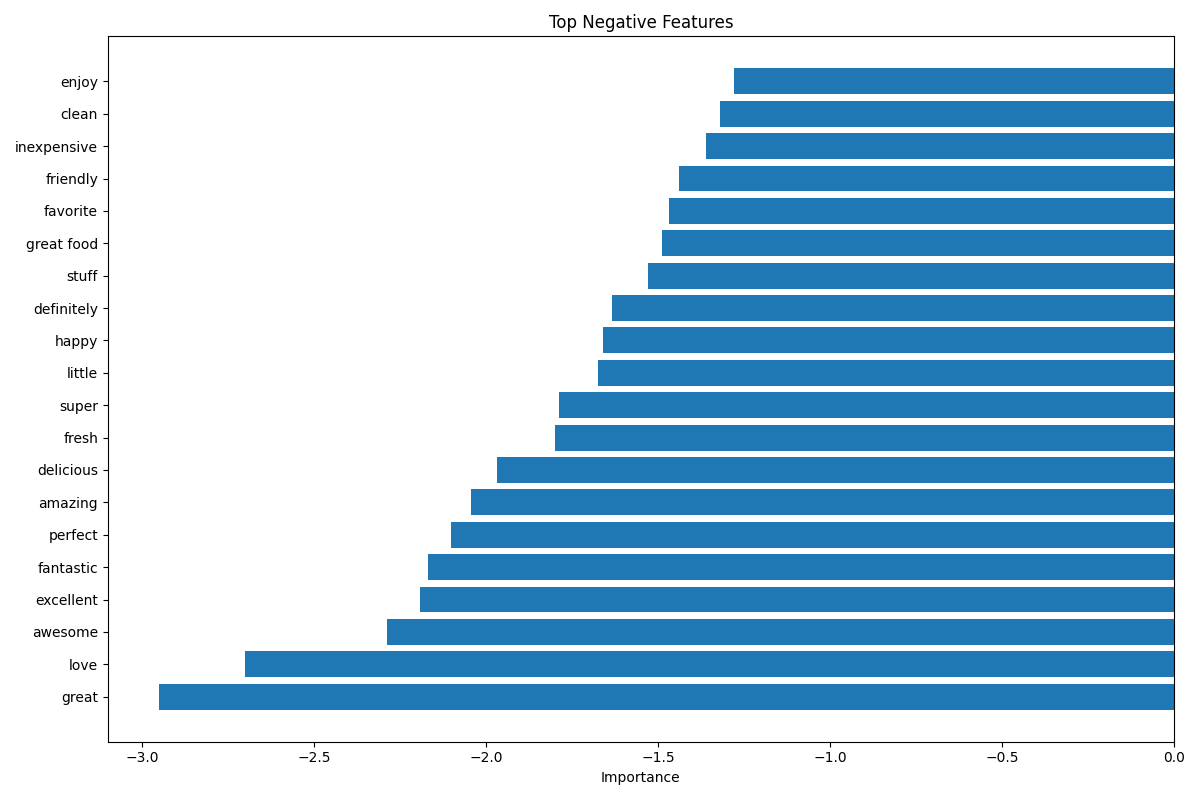 Top Negative Features
enjoy
clean
inexpensive
friendly
favorite
great food
stuff
definitely
happy
little
super
fresh
delicious
amazing
perfect
fantastic
excellent
awesome
love
great
−3.0 −2.5 −2.0 −1.5 −1.0 −0.5 0.0
Importance